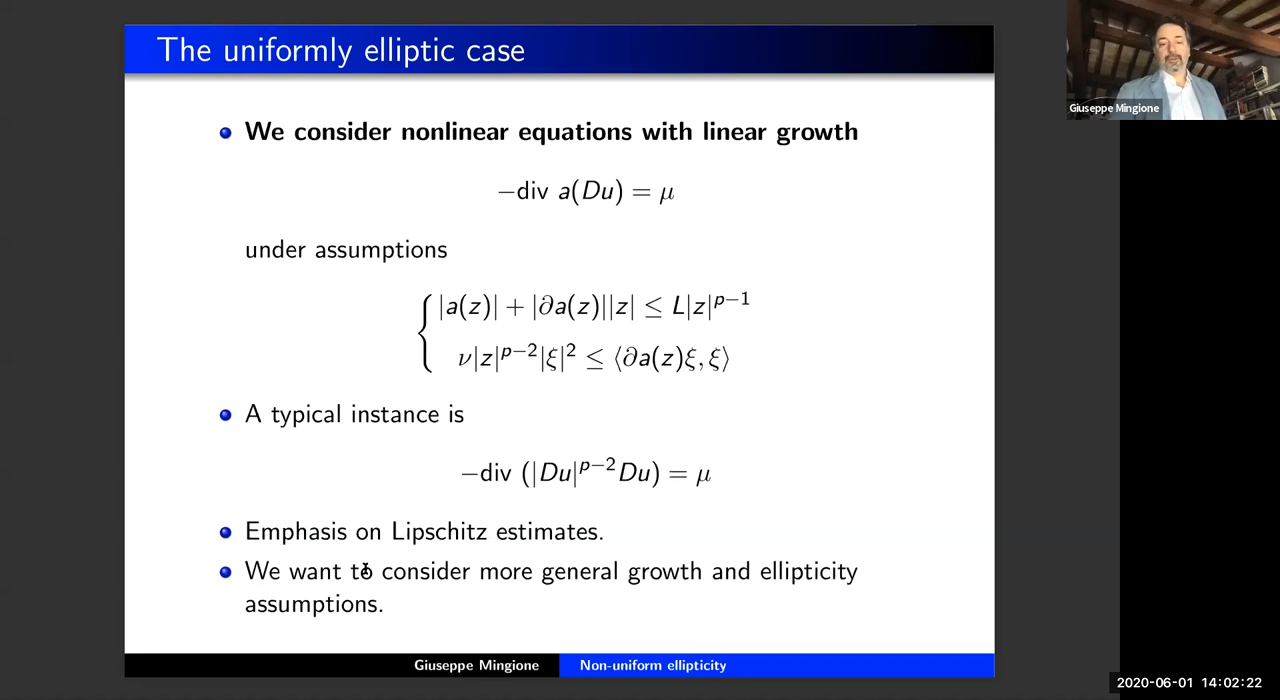 The uniformly elliptic case
Giuseppe Mingione
We consider nonlinear equations with linear growth
−div a(Du) = μ
under assumptions
|a(z)| + |∂a(z)||z| ≤ L|z|^{p−1}
ν|z|^{p−2}|ξ|^2 ≤ ⟨∂a(z)ξ, ξ⟩
A typical instance is
−div (|Du|^{p−2}Du) = μ
Emphasis on Lipschitz estimates.
We want to consider more general growth and ellipticity
assumptions.
Giuseppe Mingione Non-uniform ellipticity
2020-06-01 14:02:22